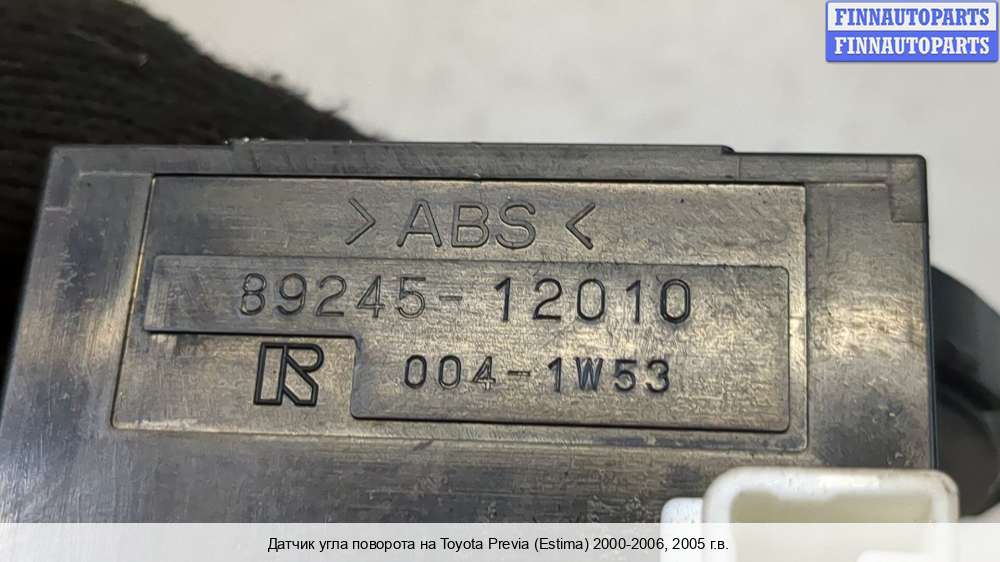 FINNAUTOPARTS
FINNAUTOPARTS
>ABS<
89245-12010
R
004-1W53
Датчик угла поворота на Toyota Previa (Estima) 2000-2006, 2005 г.в.